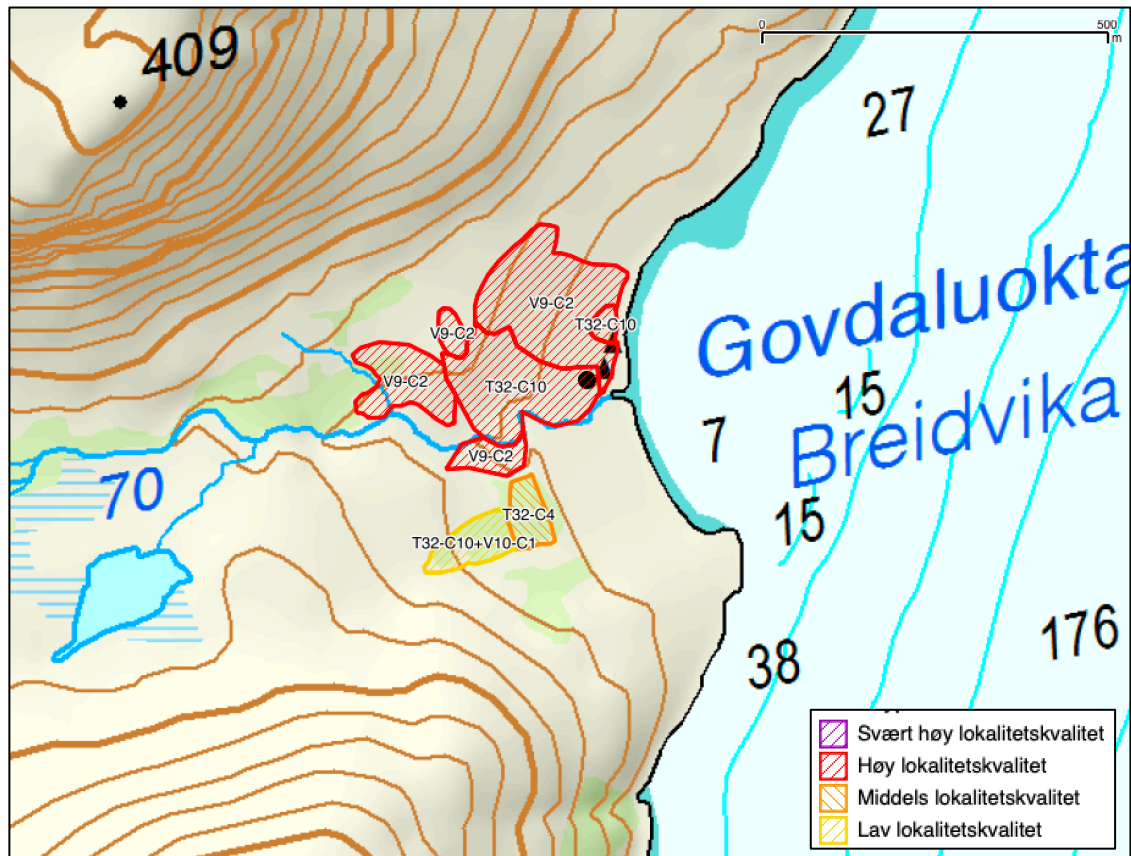 409
0
500
m
27
Govdaluokta
V9-C2
T32-C10
V9-C2
V9-C2
T32-C10
15
Breidvika
7
V9-C2
70
T32-C4
15
T32-C10+V10-C1
176
38
Svært høy lokalitetskvalitet
Høy lokalitetskvalitet
Middels lokalitetskvalitet
Lav lokalitetskvalitet